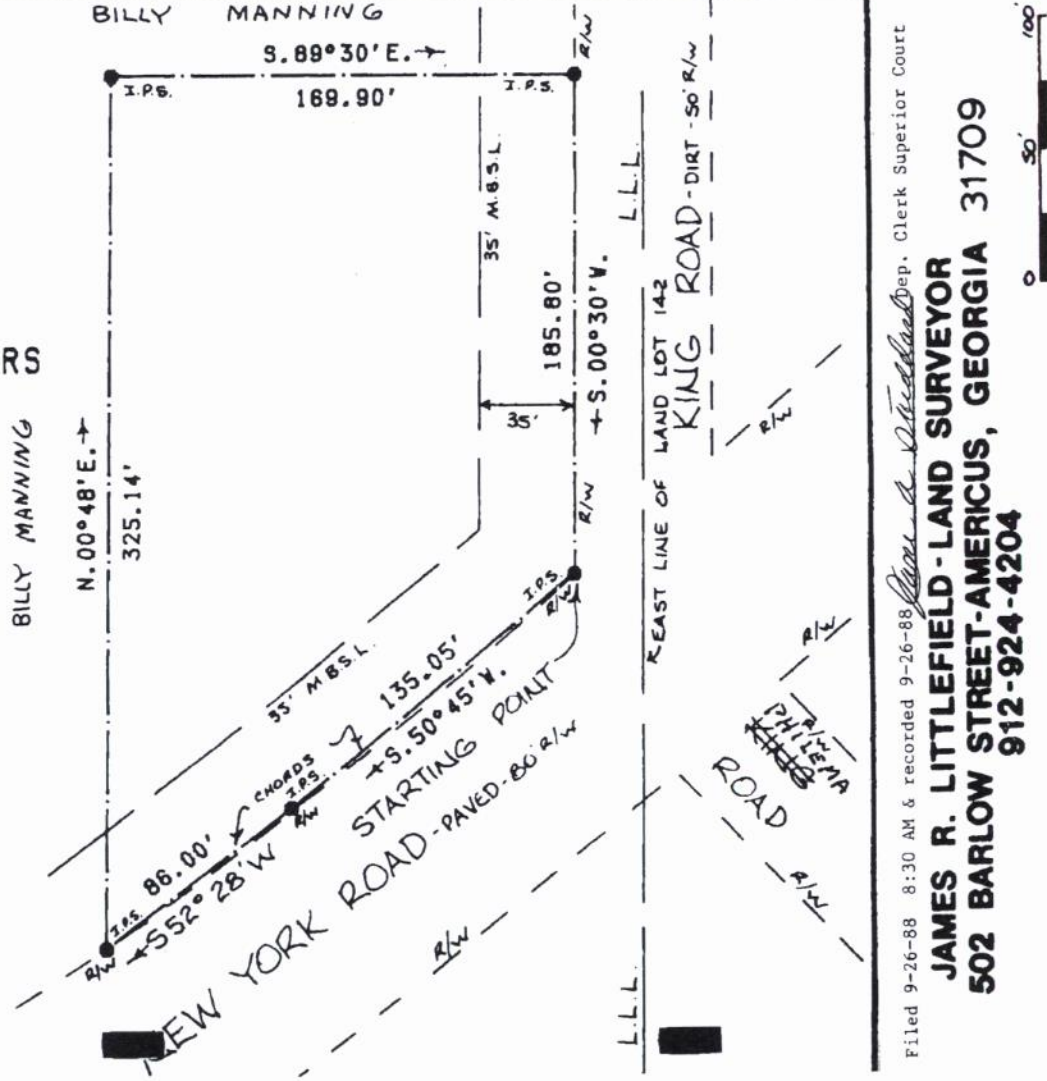 BILLY MANNING
S.89°30'E.
I.P.S.
I.P.S.
169.90'
R/W
35' M.B.S.L.
L.L.L.
KING ROAD-DIRT-50'R/W
RS
BILLY MANNING
N.00°48'E.
325.14'
185.80'
S.00°30'W.
35'
EAST LINE OF LAND LOT 142
R/W
R/W
I.P.S.
R/W
35' M.B.S.L.
135.05'
S.50°45'W.
CHORDS
I.P.S.
R/W
STARTING POINT
86.00'
S52°28'W
I.P.S.
R/W
NEW YORK ROAD-PAVED-80'R/W
R/W
R/W
R/W
PHILEMA
KING
ROAD
R/W
L.L.L.
Filed 9-26-88 8:30 AM & recorded 9-26-88 Dep. Clerk Superior Court
JAMES R. LITTLEFIELD-LAND SURVEYOR
502 BARLOW STREET-AMERICUS, GEORGIA 31709
912-924-4204
0 50' 100'